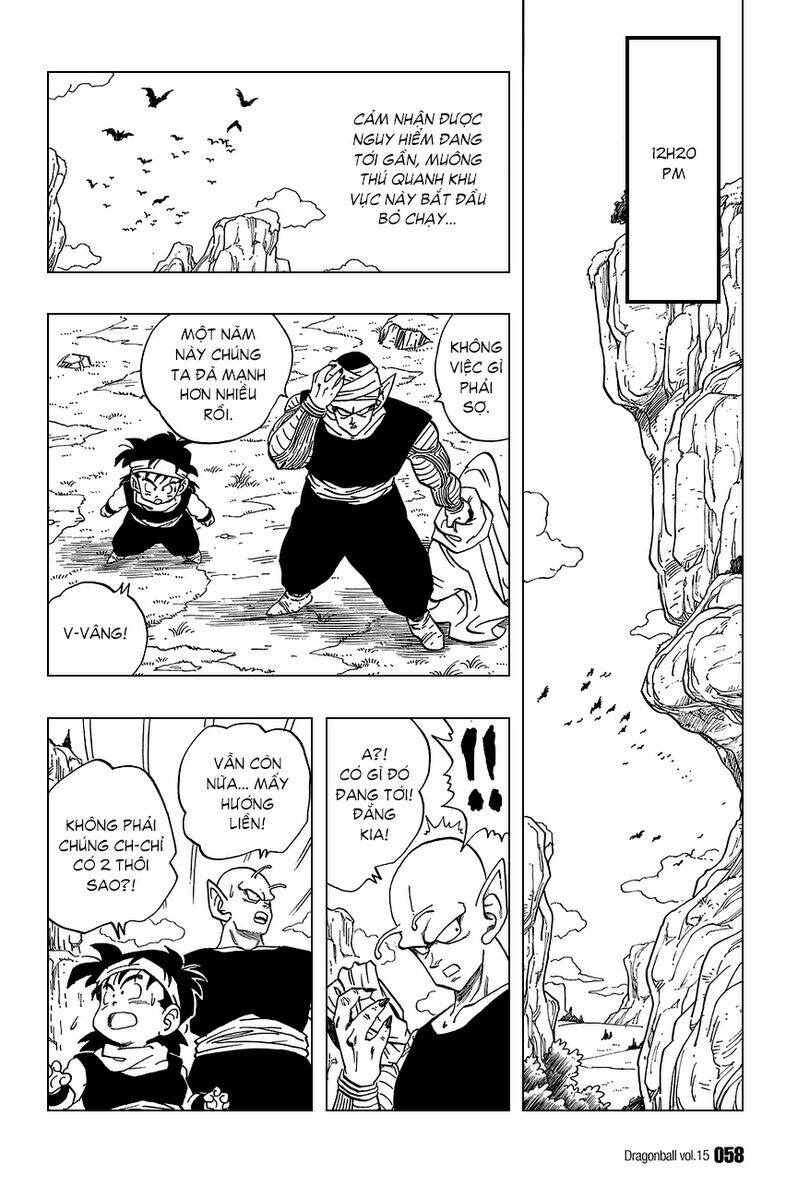 12H20
PM
CẢM NHẬN ĐƯỢC
NGUY HIỂM ĐANG
TỚI GẦN, MUÔNG
THÚ QUANH KHU
VỰC NÀY BẮT ĐẦU
BỎ CHẠY...
KHÔNG
VIỆC GÌ
PHẢI
SỢ.
MỘT NĂM
NÀY CHÚNG
TA ĐÃ MẠNH
HƠN NHIỀU
RỒI.
V-VÂNG!
!!
A?!
CÓ GÌ ĐÓ
ĐANG TỚI!
ĐẰNG
KIA!
VẪN CÒN
NỮA... MẤY
HƯỚNG
LIỀN!
KHÔNG PHẢI
CHÚNG CH-CHỈ
CÓ 2 THÔI
SAO?!
Dragonball vol.15 058